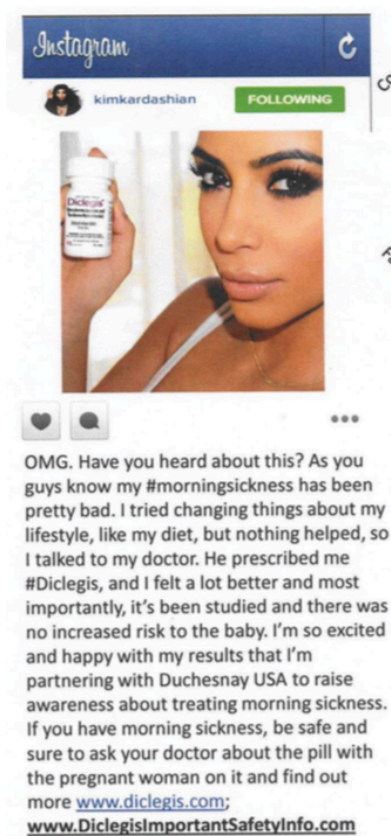 Instagram
kimkardashian
FOLLOWING
Diclegis
OMG. Have you heard about this? As you
guys know my #morningsickness has been
pretty bad. I tried changing things about my
lifestyle, like my diet, but nothing helped, so
I talked to my doctor. He prescribed me
#Diclegis, and I felt a lot better and most
importantly, it's been studied and there was
no increased risk to the baby. I'm so excited
and happy with my results that I'm
partnering with Duchesnay USA to raise
awareness about treating morning sickness.
If you have morning sickness, be safe and
sure to ask your doctor about the pill with
the pregnant woman on it and find out
more www.diclegis.com;
www.DiclegisImportantSafetyInfo.com